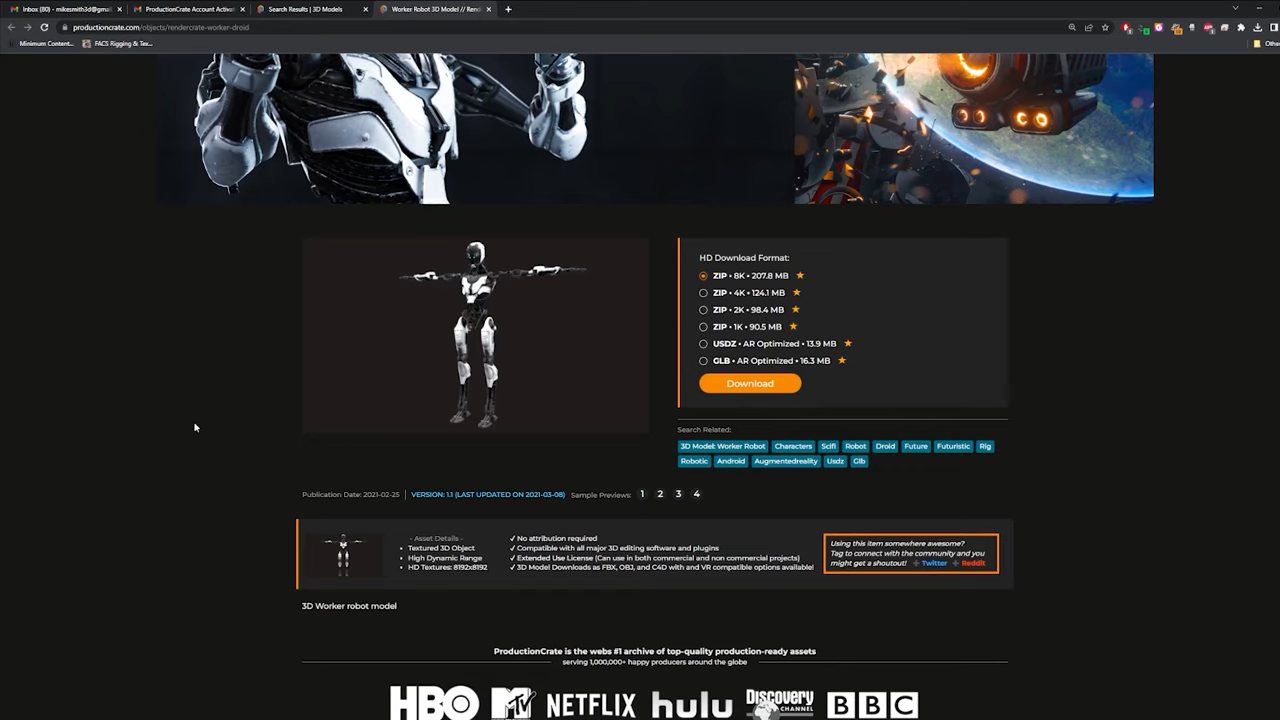 Inbox (80) - mikesmith3d@gmai
ProductionCrate Account Activat
Search Results | 3D Models
Worker Robot 3D Model // Rend
productioncrate.com/objects/rendercrate-worker-droid
Minimum Content...
FACS Rigging & Tex...
Othe
HD Download Format:
ZIP • 8K • 207.8 MB
ZIP • 4K • 124.1 MB
ZIP • 2K • 98.4 MB
ZIP • 1K • 90.5 MB
USDZ • AR Optimized • 13.9 MB
GLB • AR Optimized • 16.3 MB
Download
Search Related:
3D Model: Worker Robot Characters Scifi Robot Droid Future Futuristic Rig
Robotic Android Augmentedreality Usdz Glb
Publication Date: 2021-02-25 | VERSION: 1.1 (LAST UPDATED ON 2021-03-08) Sample Previews: 1 2 3 4
- Asset Details -
• Textured 3D Object
• High Dynamic Range
• HD Textures: 8192x8192
✓ No attribution required
✓ Compatible with all major 3D editing software and plugins
✓ Extended Use License (Can use in both commercial and non commercial projects)
✓ 3D Model Downloads as FBX, OBJ, and C4D with and VR compatible options available!
Using this item somewhere awesome?
Tag to connect with the community and you
might get a shoutout! Twitter Reddit
3D Worker robot model
ProductionCrate is the webs #1 archive of top-quality production-ready assets
serving 1,000,000+ happy producers around the globe
HBO MTV NETFLIX hulu Discovery CHANNEL BBC